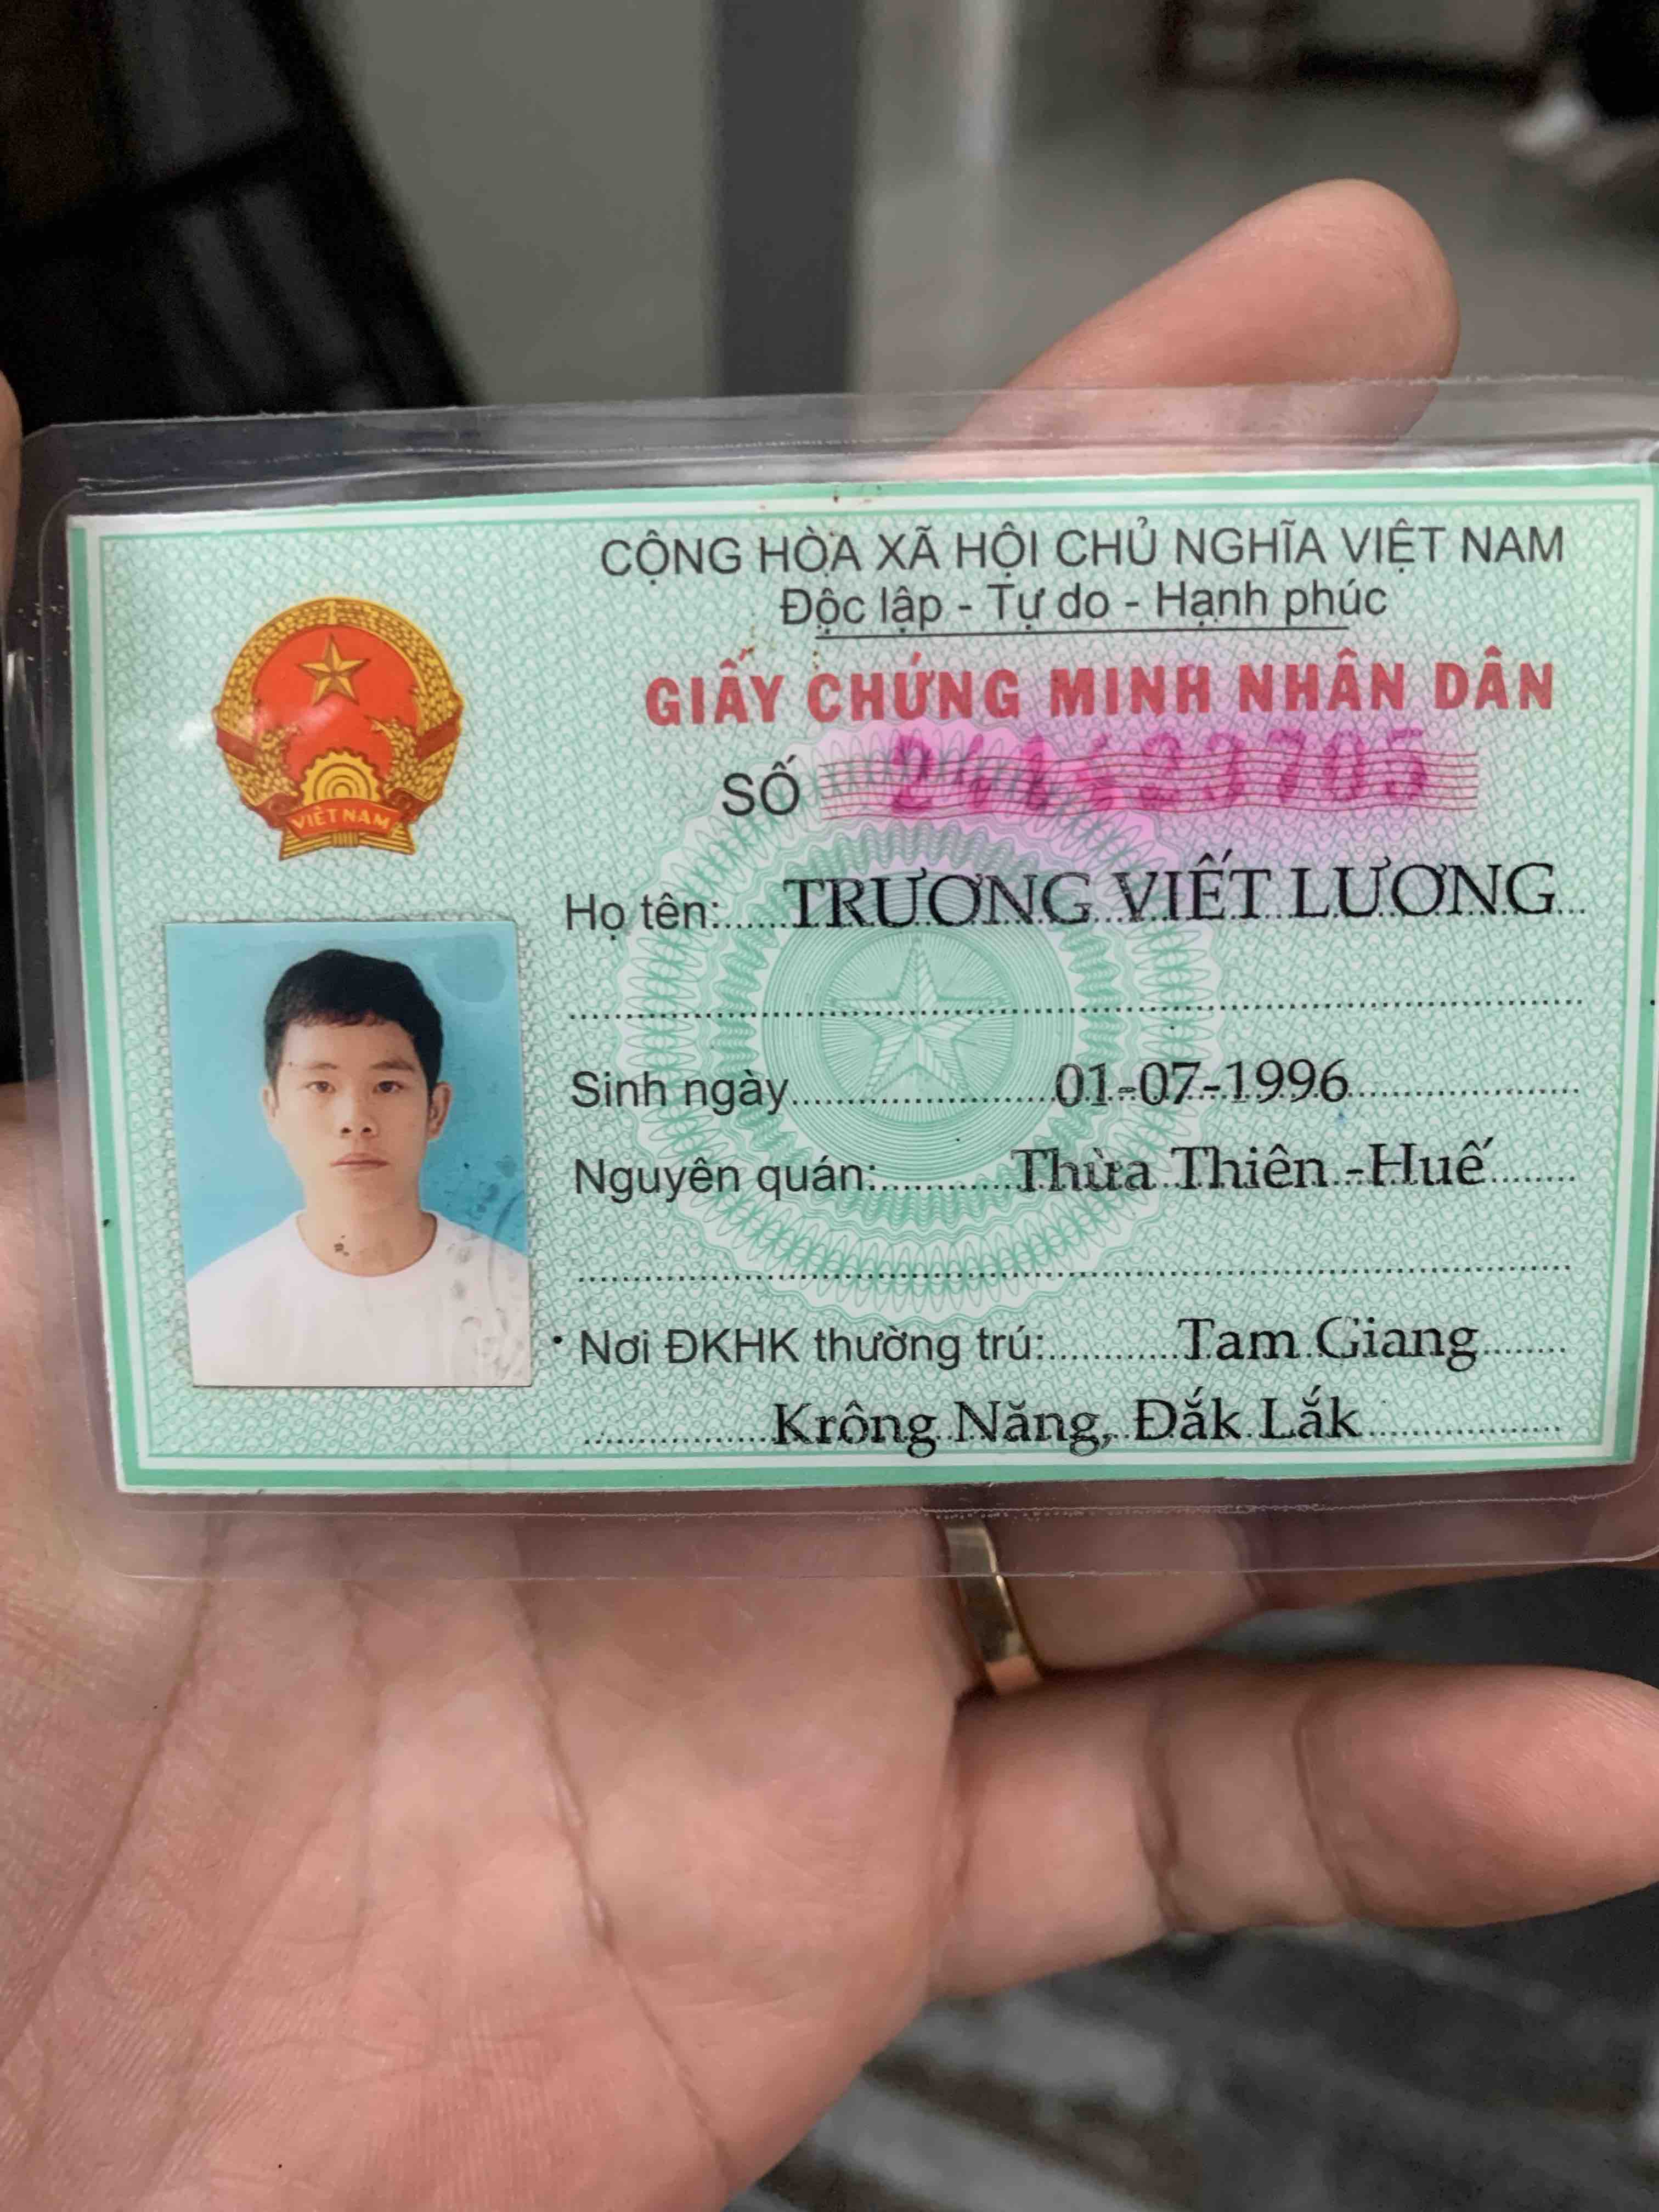 CỘNG HÒA XÃ HỘI CHỦ NGHĨA VIỆT NAM
Độc lập - Tự do - Hạnh phúc
GIẤY CHỨNG MINH NHÂN DÂN
SỐ
VIỆT NAM
Họ tên: TRƯƠNG VIẾT LƯƠNG
Sinh ngày 01-07-1996
Nguyên quán: Thừa Thiên -Huế
Nơi ĐKHK thường trú: Tam Giang
Krông Năng, Đắk Lắk